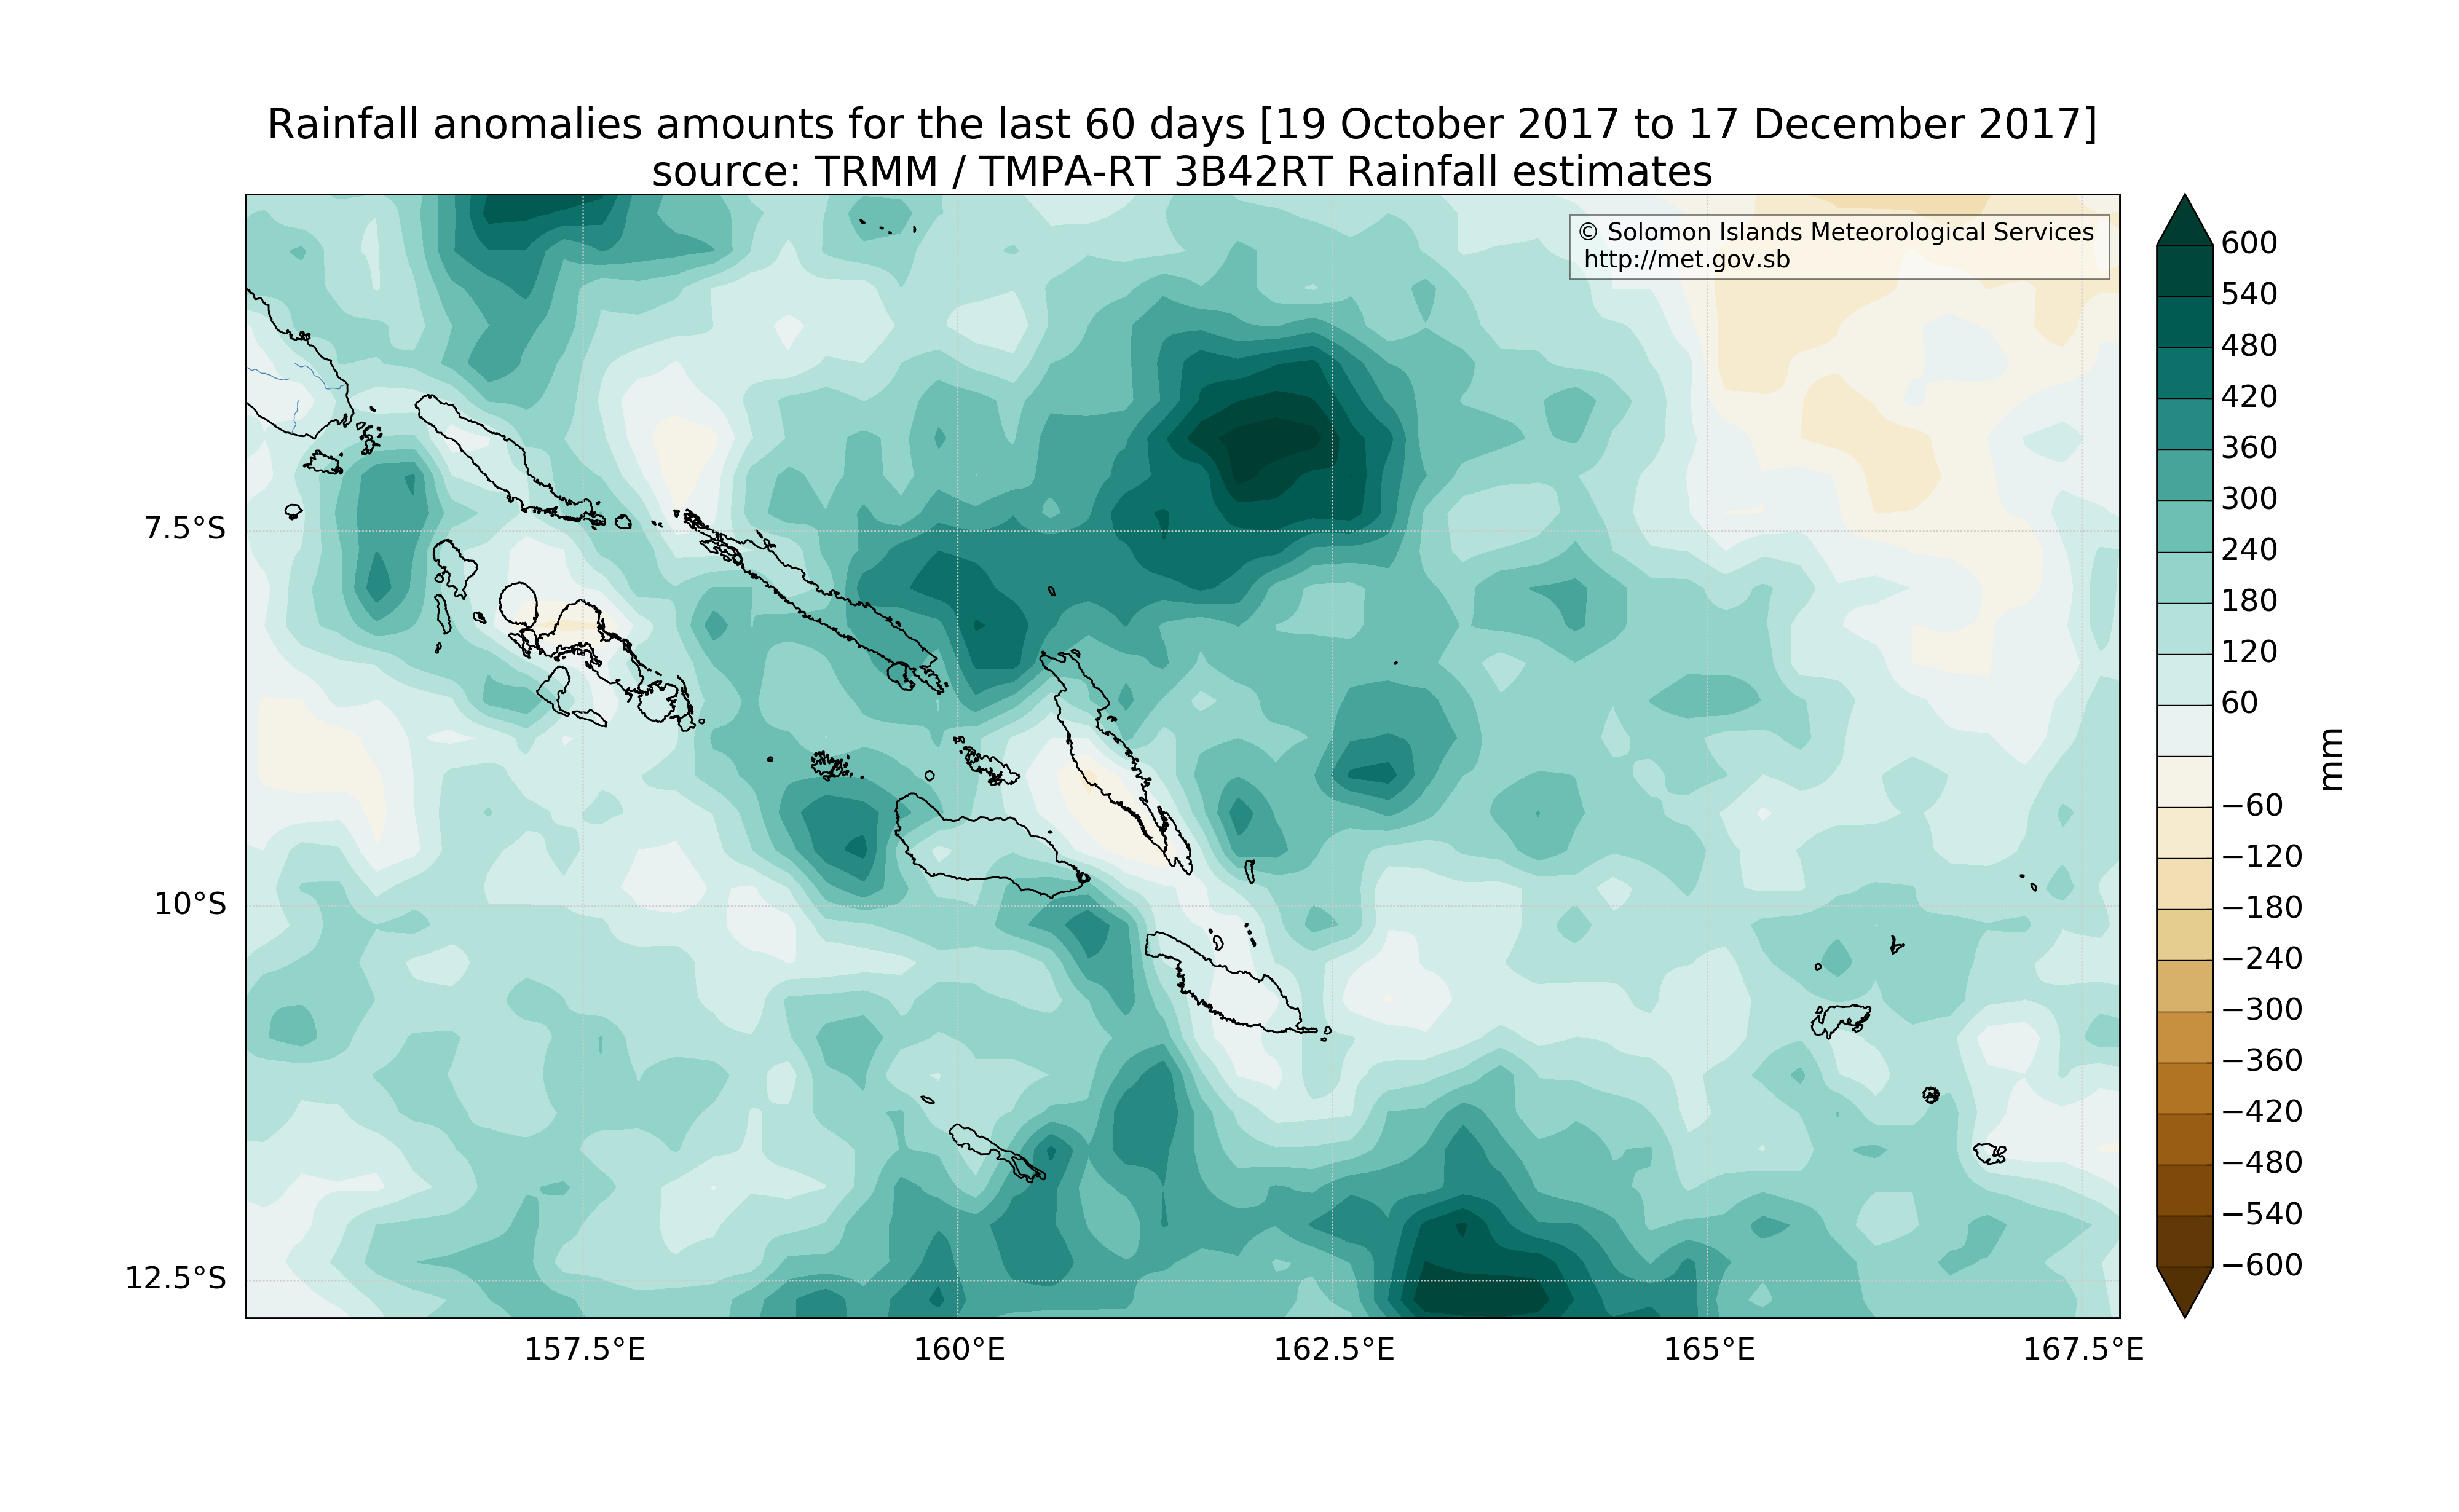 Rainfall anomalies amounts for the last 60 days [19 October 2017 to 17 December 2017]
source: TRMM / TMPA-RT 3B42RT Rainfall estimates
© Solomon Islands Meteorological Services
http://met.gov.sb
7.5°S
10°S
12.5°S
157.5°E
160°E
162.5°E
165°E
167.5°E
600
540
480
420
360
300
240
180
120
60
−60
−120
−180
−240
−300
−360
−420
−480
−540
−600
mm